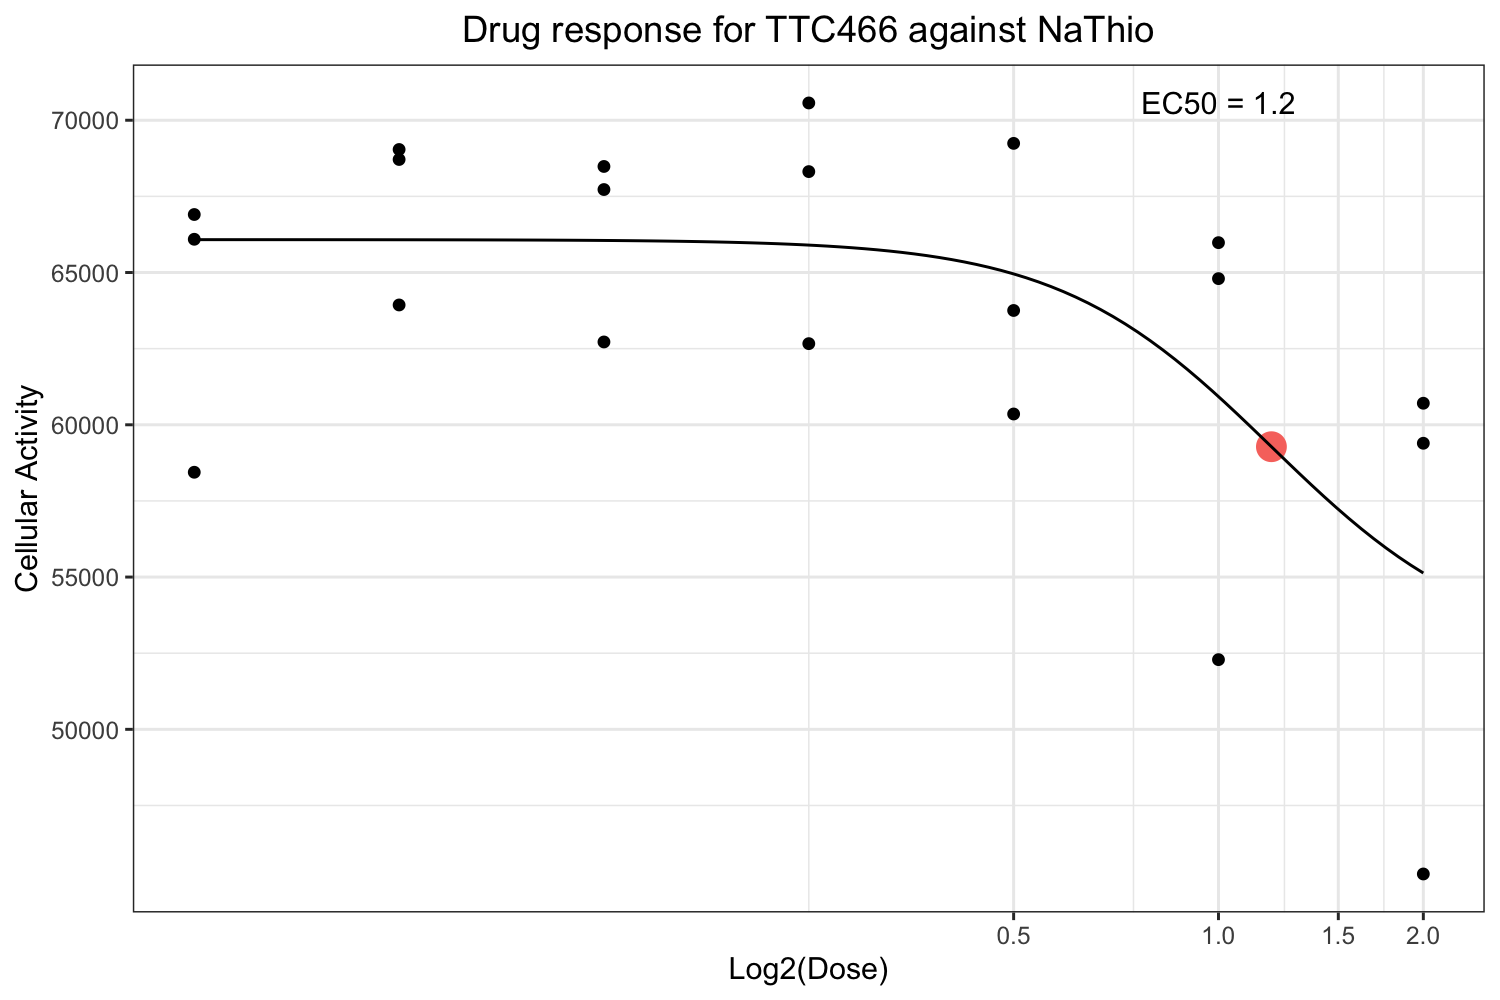 Drug response for TTC466 against NaThio
EC50 = 1.2
70000
65000
60000
55000
50000
Cellular Activity
0.5
1.0
1.5
2.0
Log2(Dose)